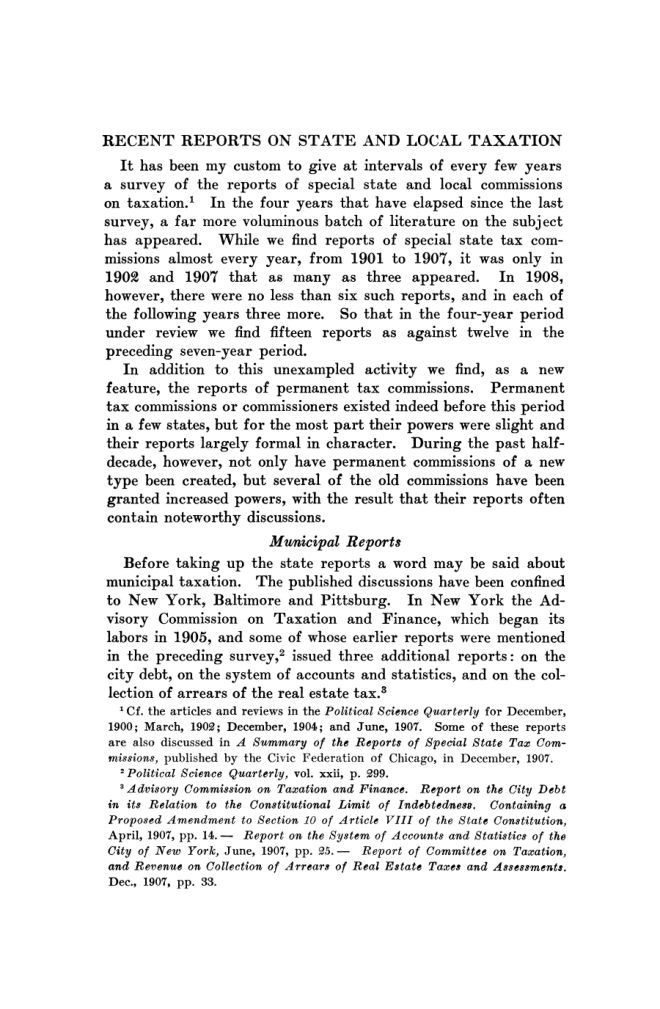 RECENT REPORTS ON STATE AND LOCAL TAXATION
It has been my custom to give at intervals of every few years
a survey of the reports of special state and local commissions
on taxation.¹ In the four years that have elapsed since the last
survey, a far more voluminous batch of literature on the subject
has appeared. While we find reports of special state tax com-
missions almost every year, from 1901 to 1907, it was only in
1902 and 1907 that as many as three appeared. In 1908,
however, there were no less than six such reports, and in each of
the following years three more. So that in the four-year period
under review we find fifteen reports as against twelve in the
preceding seven-year period.
In addition to this unexampled activity we find, as a new
feature, the reports of permanent tax commissions. Permanent
tax commissions or commissioners existed indeed before this period
in a few states, but for the most part their powers were slight and
their reports largely formal in character. During the past half-
decade, however, not only have permanent commissions of a new
type been created, but several of the old commissions have been
granted increased powers, with the result that their reports often
contain noteworthy discussions.
Municipal Reports
Before taking up the state reports a word may be said about
municipal taxation. The published discussions have been confined
to New York, Baltimore and Pittsburg. In New York the Ad-
visory Commission on Taxation and Finance, which began its
labors in 1905, and some of whose earlier reports were mentioned
in the preceding survey,² issued three additional reports: on the
city debt, on the system of accounts and statistics, and on the col-
lection of arrears of the real estate tax.³
¹ Cf. the articles and reviews in the Political Science Quarterly for December,
1900; March, 1902; December, 1904; and June, 1907. Some of these reports
are also discussed in A Summary of the Reports of Special State Tax Com-
missions, published by the Civic Federation of Chicago, in December, 1907.
² Political Science Quarterly, vol. xxii, p. 299.
³ Advisory Commission on Taxation and Finance. Report on the City Debt
in its Relation to the Constitutional Limit of Indebtedness. Containing a
Proposed Amendment to Section 10 of Article VIII of the State Constitution,
April, 1907, pp. 14. — Report on the System of Accounts and Statistics of the
City of New York, June, 1907, pp. 25. — Report of Committee on Taxation,
and Revenue on Collection of Arrears of Real Estate Taxes and Assessments.
Dec., 1907, pp. 33.